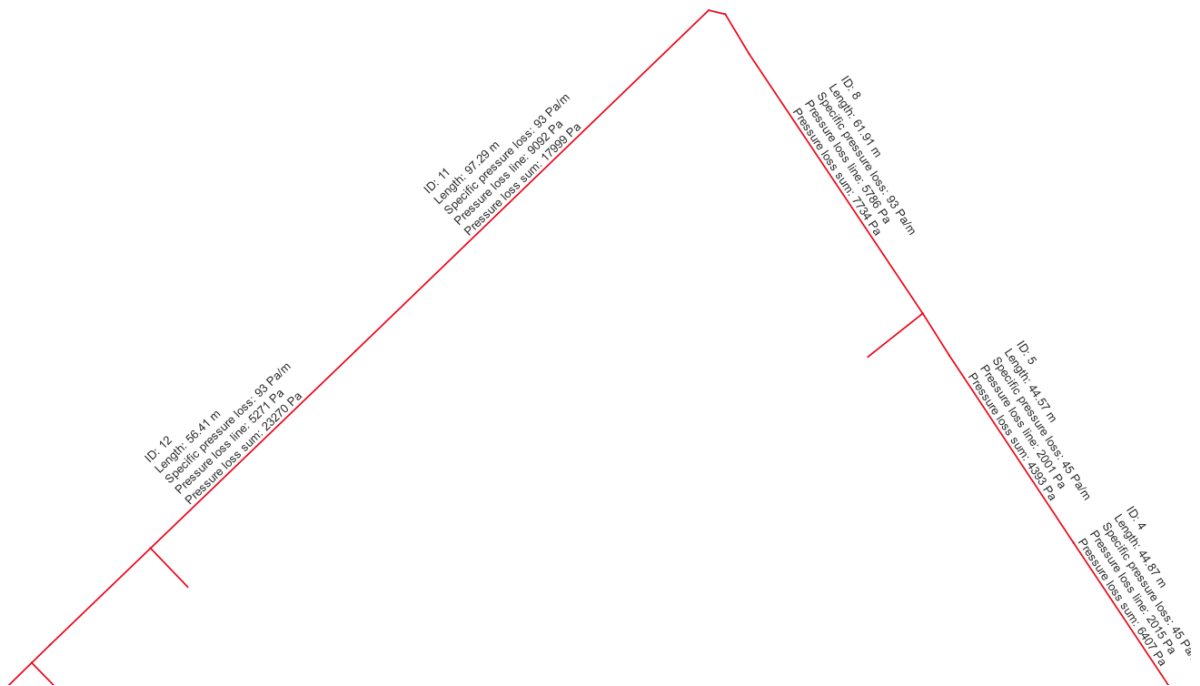 ID: 11
Length: 97.29 m
Specific pressure loss: 93 Pa/m
Pressure loss line: 9092 Pa
Pressure loss sum: 17999 Pa
ID: 8
Length: 61.91 m
Specific pressure loss: 93 Pa/m
Pressure loss line: 5786 Pa
Pressure loss sum: 7734 Pa
ID: 12
Length: 56.41 m
Specific pressure loss: 93 Pa/m
Pressure loss line: 5271 Pa
Pressure loss sum: 23270 Pa
ID: 5
Length: 44.57 m
Specific pressure loss: 45 Pa/m
Pressure loss line: 2001 Pa
Pressure loss sum: 4393 Pa
ID: 4
Length: 44.87 m
Specific pressure loss: 45 Pa/
Pressure loss line: 2015 Pa
Pressure loss sum: 6407 Pa